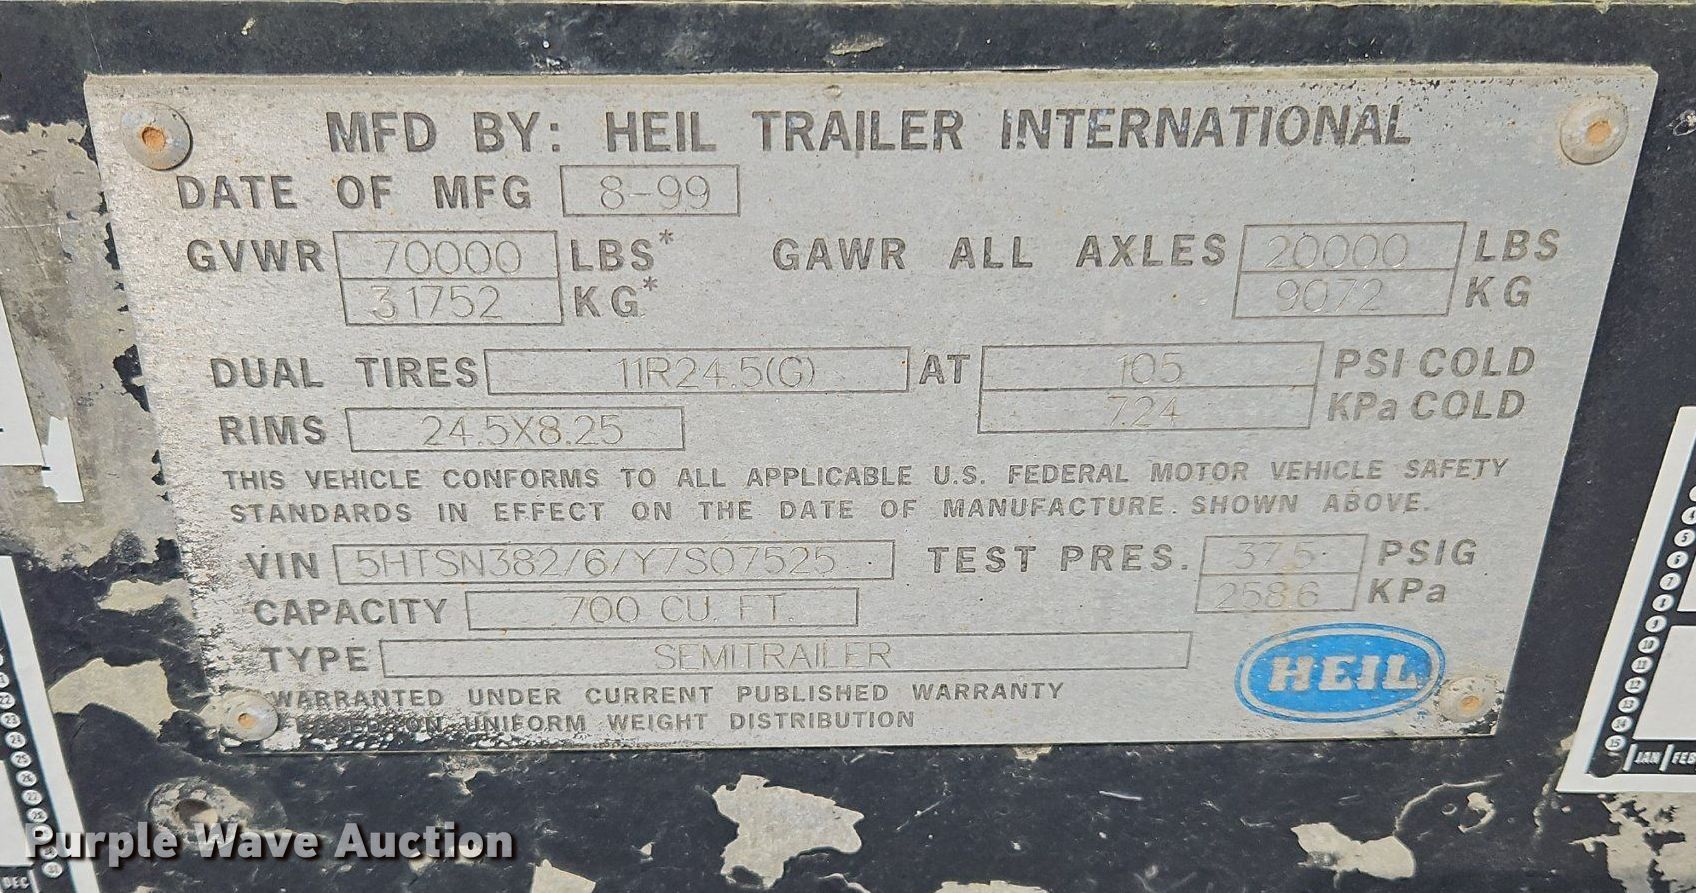 MFD BY: HEIL TRAILER INTERNATIONAL
DATE OF MFG 8-99
GVWR 70000 LBS* GAWR ALL AXLES 20000 LBS
31752 KG* 9072 KG
DUAL TIRES 11R24.5(G) AT 105 PSI COLD
RIMS 24.5X8.25 724 KPa COLD
THIS VEHICLE CONFORMS TO ALL APPLICABLE U.S. FEDERAL MOTOR VEHICLE SAFETY
STANDARDS IN EFFECT ON THE DATE OF MANUFACTURE SHOWN ABOVE.
VIN 5HTSN382/6/Y7S07525 TEST PRES. 37.5 PSIG
CAPACITY 700 CU. FT. 258.6 KPa
TYPE SEMITRAILER
HEIL
WARRANTED UNDER CURRENT PUBLISHED WARRANTY
ON UNIFORM WEIGHT DISTRIBUTION
JAN FEB
DEC
Purple Wave Auction